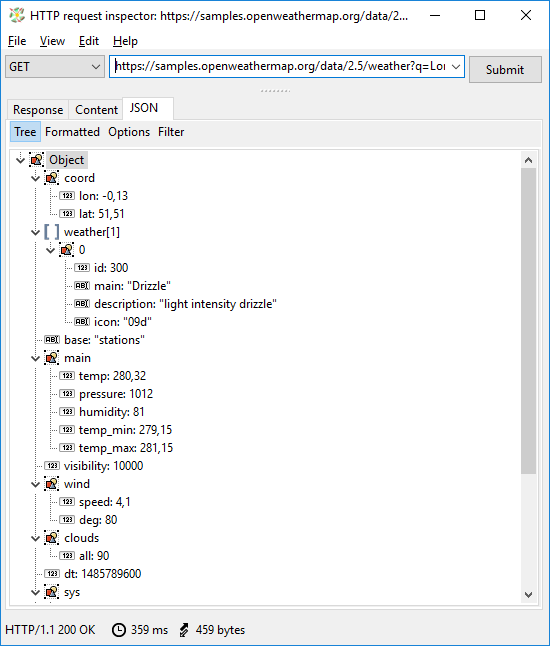 HTTP request inspector: https://samples.openweathermap.org/data/2...
File View Edit Help
GET https://samples.openweathermap.org/data/2.5/weather?q=Lon Submit
Response Content JSON
Tree Formatted Options Filter
Object
coord
123 lon: -0,13
123 lat: 51,51
[ ] weather[1]
0
123 id: 300
ABI main: "Drizzle"
ABI description: "light intensity drizzle"
ABI icon: "09d"
ABI base: "stations"
main
123 temp: 280,32
123 pressure: 1012
123 humidity: 81
123 temp_min: 279,15
123 temp_max: 281,15
123 visibility: 10000
wind
123 speed: 4,1
123 deg: 80
clouds
123 all: 90
123 dt: 1485789600
sys
HTTP/1.1 200 OK 359 ms 459 bytes